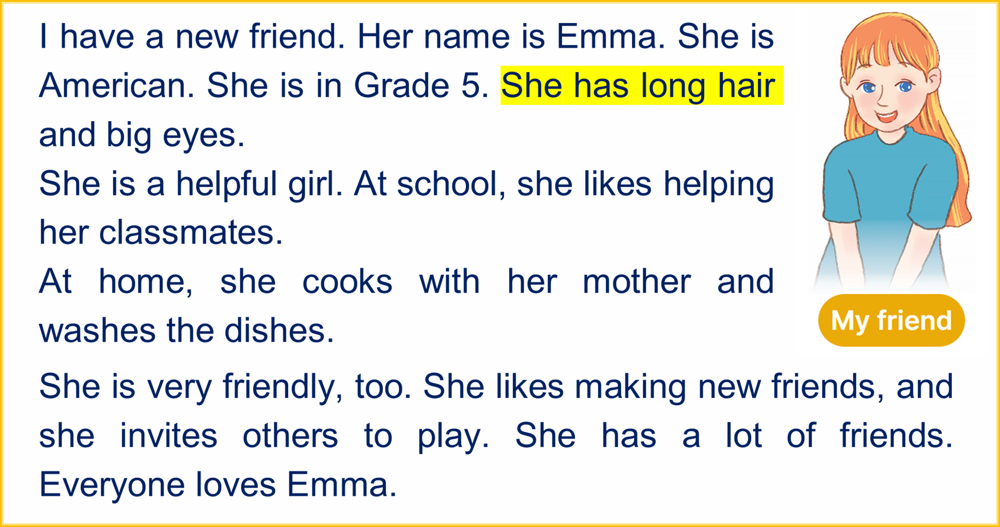 I have a new friend. Her name is Emma. She is
American. She is in Grade 5. She has long hair
and big eyes.
She is a helpful girl. At school, she likes helping
her classmates.
At home, she cooks with her mother and
washes the dishes.
My friend
She is very friendly, too. She likes making new friends, and
she invites others to play. She has a lot of friends.
Everyone loves Emma.